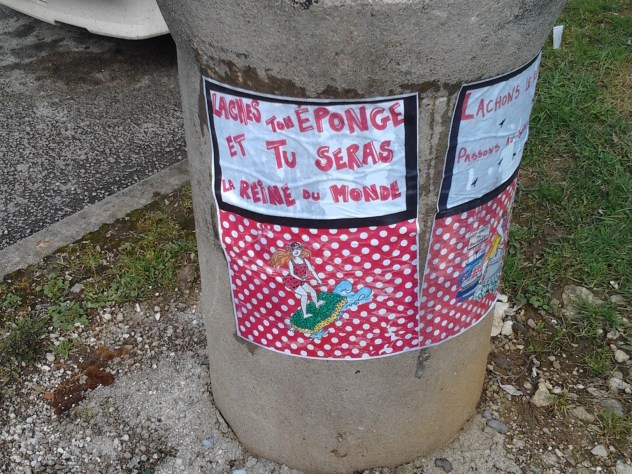 LACHES TON ÉPONGE
ET TU SERAS
LA REINE DU MONDE
LACHONS
PASSONS